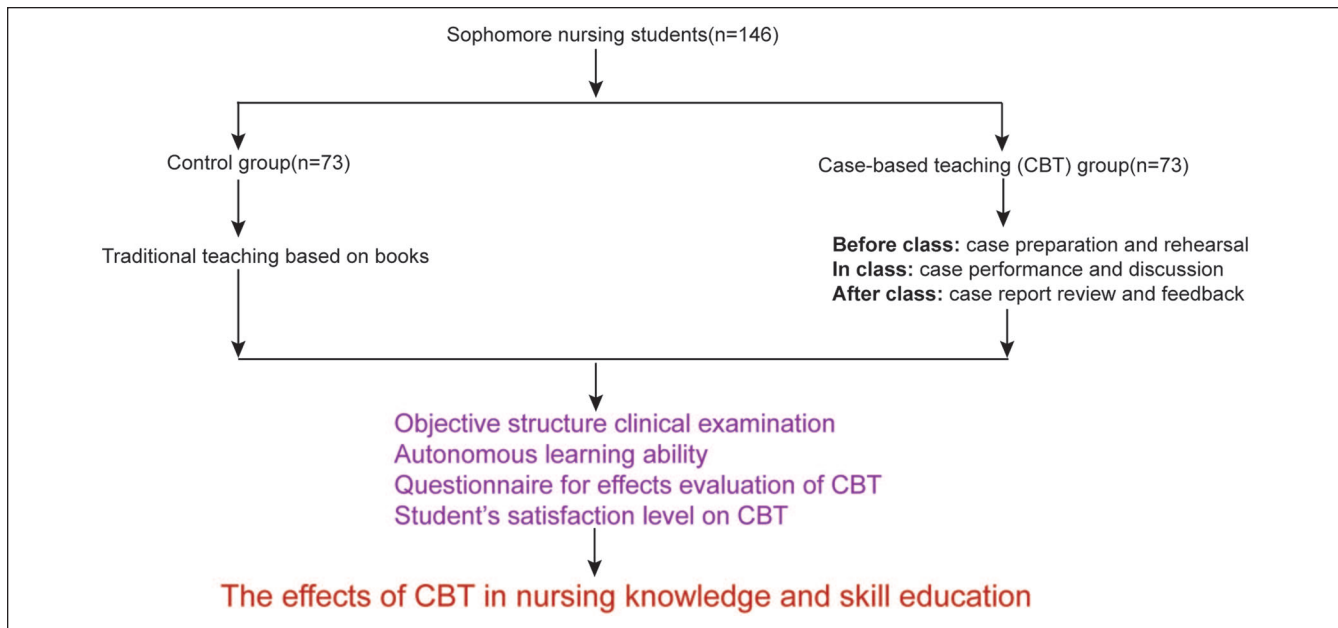 Sophomore nursing students(n=146)
Control group(n=73)
Case-based teaching (CBT) group(n=73)
Traditional teaching based on books
Before class: case preparation and rehearsal
In class: case performance and discussion
After class: case report review and feedback
Objective structure clinical examination
Autonomous learning ability
Questionnaire for effects evaluation of CBT
Student's satisfaction level on CBT
The effects of CBT in nursing knowledge and skill education